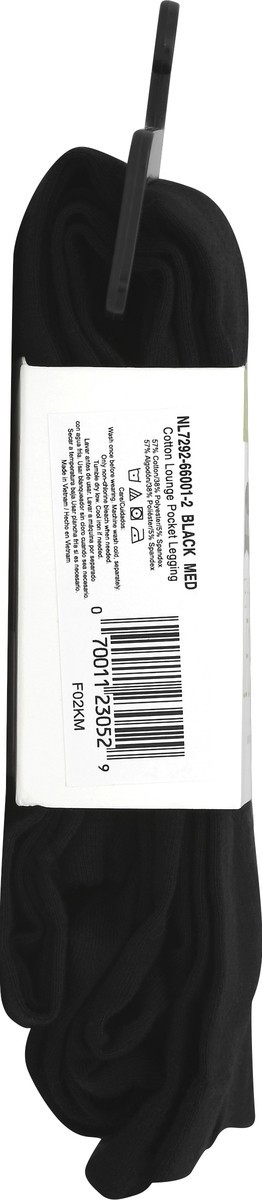 NL7292-66001-2 BLACK MED
Cotton Lounge Pocket Legging
57% Cotton/38% Polyester/5% Spandex
57% Algodón/38% Poliéster/5% Spandex
Care/Cuidados
Wash once before wearing. Machine wash cold, separately.
Only non-chlorine bleach when needed.
Tumble dry low. Cool iron if needed.
Lavar antes de usar. Lavar a máquina por separado
con agua fría. Usar blanqueador sin cloro cuando sea necesario.
Secar a temperatura baja Usar plancha fría si es necesario.
Made in Vietnam / Hecho en Vietnam
0 70011 23052 9
F02KM